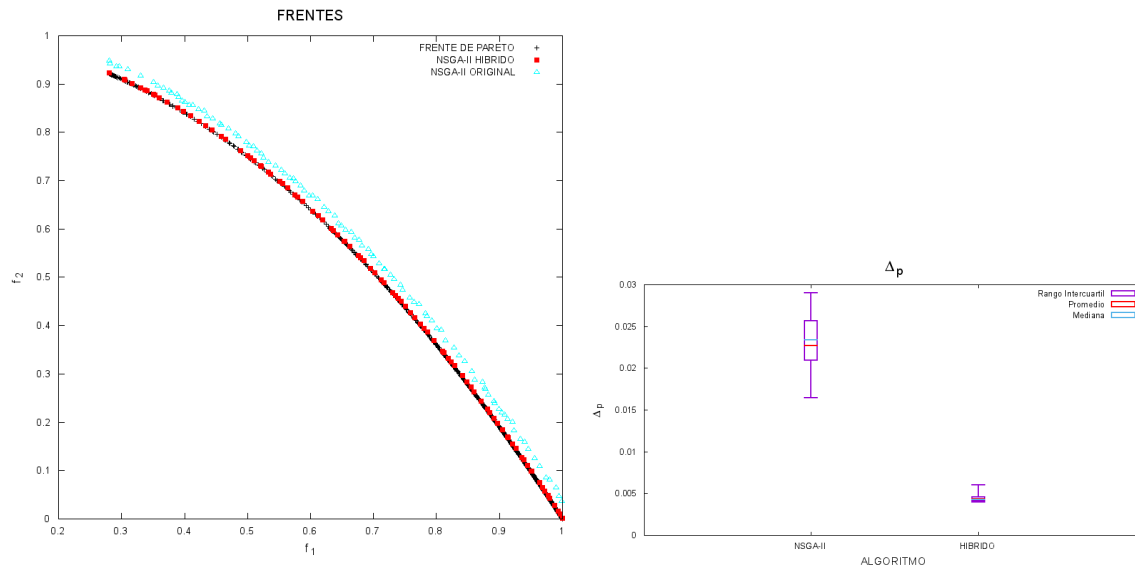 FRENTES
FRENTE DE PARETO
NSGA-II HIBRIDO
NSGA-II ORIGINAL
1
0.9
0.8
0.7
0.6
0.5
0.4
0.3
0.2
0.1
0
f2
0.2 0.3 0.4 0.5 0.6 0.7 0.8 0.9 1
f1
Δp
Rango Intercuartil
Promedio
Mediana
0.03
0.025
0.02
0.015
0.01
0.005
0
Δp
NSGA-II HIBRIDO
ALGORITMO